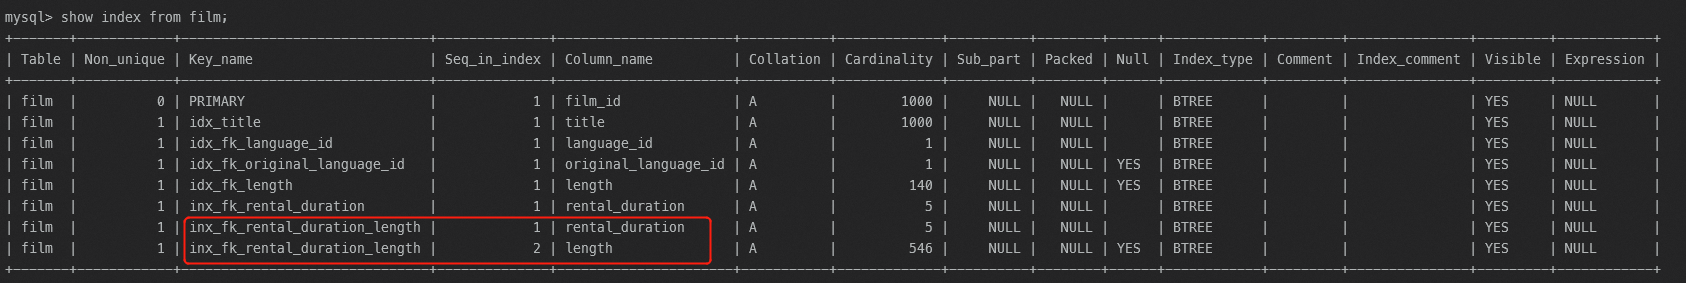 mysql> show index from film;
+-------+------------+-----------------------------+--------------+----------------------+-----------+-------------+----------+--------+------+------------+---------+---------------+---------+------------+
| Table | Non_unique | Key_name                    | Seq_in_index | Column_name          | Collation | Cardinality | Sub_part | Packed | Null | Index_type | Comment | Index_comment | Visible | Expression |
+-------+------------+-----------------------------+--------------+----------------------+-----------+-------------+----------+--------+------+------------+---------+---------------+---------+------------+
| film  |          0 | PRIMARY                     |            1 | film_id              | A         |        1000 |     NULL |   NULL |      | BTREE      |         |               | YES     | NULL       |
| film  |          1 | idx_title                   |            1 | title                | A         |        1000 |     NULL |   NULL |      | BTREE      |         |               | YES     | NULL       |
| film  |          1 | idx_fk_language_id          |            1 | language_id          | A         |           1 |     NULL |   NULL |      | BTREE      |         |               | YES     | NULL       |
| film  |          1 | idx_fk_original_language_id |            1 | original_language_id | A         |           1 |     NULL |   NULL | YES  | BTREE      |         |               | YES     | NULL       |
| film  |          1 | idx_fk_length               |            1 | length               | A         |         140 |     NULL |   NULL | YES  | BTREE      |         |               | YES     | NULL       |
| film  |          1 | inx_fk_rental_duration      |            1 | rental_duration      | A         |           5 |     NULL |   NULL |      | BTREE      |         |               | YES     | NULL       |
| film  |          1 | inx_fk_rental_duration_length |            1 | rental_duration      | A         |           5 |     NULL |   NULL |      | BTREE      |         |               | YES     | NULL       |
| film  |          1 | inx_fk_rental_duration_length |            2 | length               | A         |         546 |     NULL |   NULL | YES  | BTREE      |         |               | YES     | NULL       |
+-------+------------+-----------------------------+--------------+----------------------+-----------+-------------+----------+--------+------+------------+---------+---------------+---------+------------+